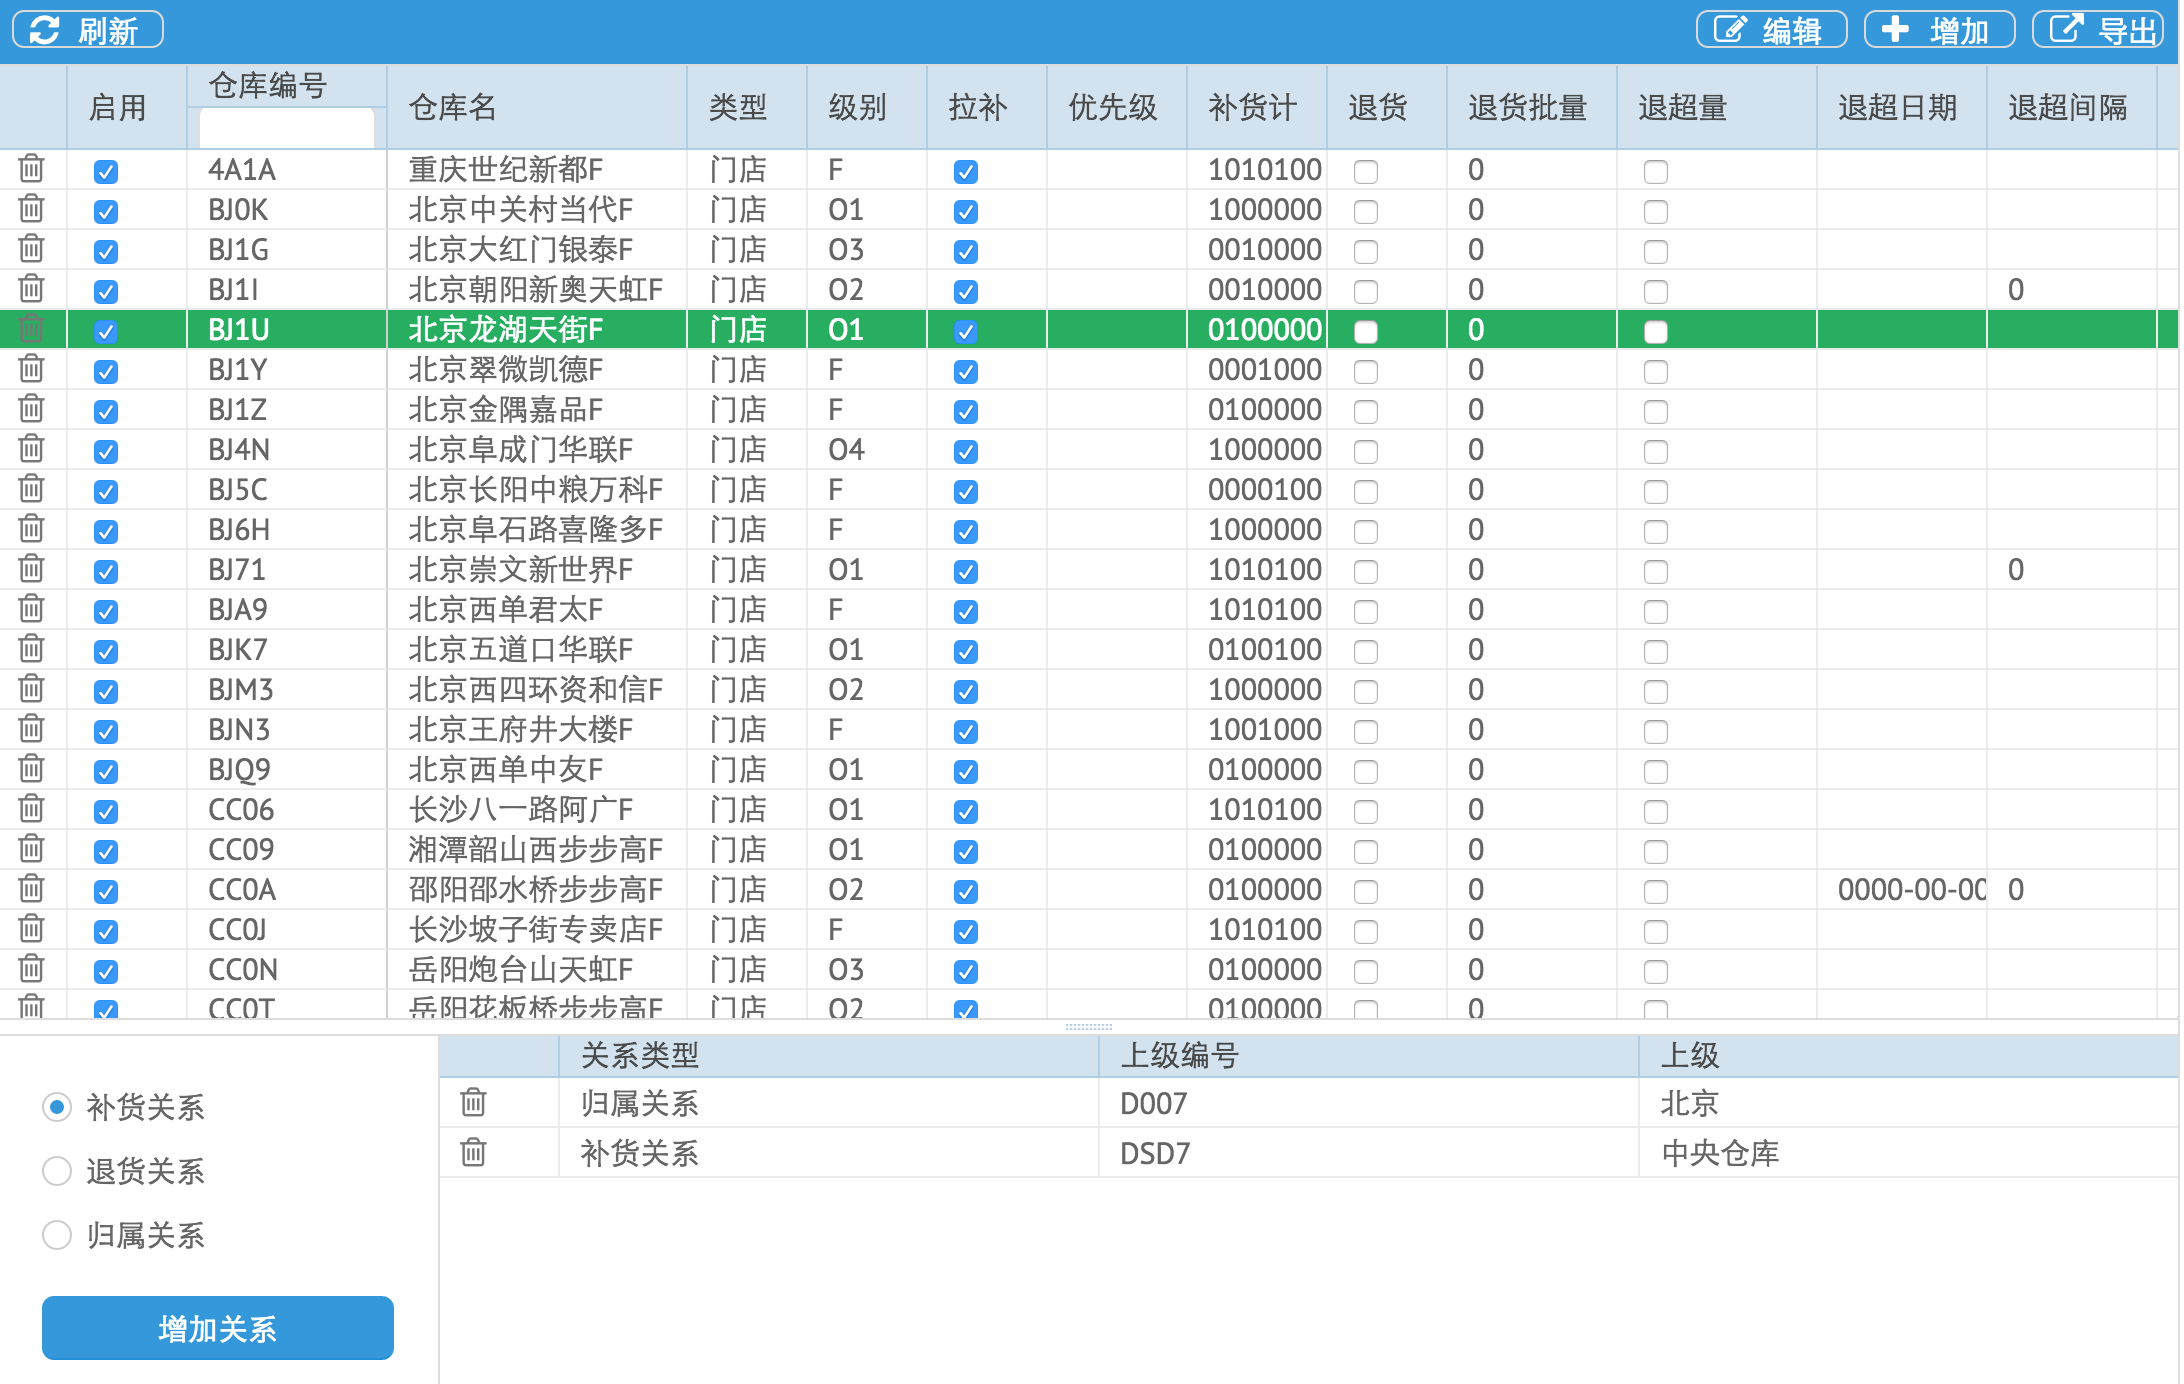 刷新 编辑 增加 导出
启用 仓库编号 仓库名 类型 级别 拉补 优先级 补货计 退货 退货批量 退超量 退超日期 退超间隔
4A1A 重庆世纪新都F 门店 F 1010100 0
BJ0K 北京中关村当代F 门店 O1 1000000 0
BJ1G 北京大红门银泰F 门店 O3 0010000 0
BJ1I 北京朝阳新奥天虹F 门店 O2 0010000 0 0
BJ1U 北京龙湖天街F 门店 O1 0100000 0
BJ1Y 北京翠微凯德F 门店 F 0001000 0
BJ1Z 北京金隅嘉品F 门店 F 0100000 0
BJ4N 北京阜成门华联F 门店 O4 1000000 0
BJ5C 北京长阳中粮万科F 门店 F 0000100 0
BJ6H 北京阜石路喜隆多F 门店 F 1000000 0
BJ71 北京崇文新世界F 门店 O1 1010100 0 0
BJA9 北京西单君太F 门店 F 1010100 0
BJK7 北京五道口华联F 门店 O1 0100100 0
BJM3 北京西四环资和信F 门店 O2 1000000 0
BJN3 北京王府井大楼F 门店 F 1001000 0
BJQ9 北京西单中友F 门店 O1 0100000 0
CC06 长沙八一路阿广F 门店 O1 1010100 0
CC09 湘潭韶山西步步高F 门店 O1 0100000 0
CC0A 邵阳邵水桥步步高F 门店 O2 0100000 0 0000-00-00 0
CC0J 长沙坡子街专卖店F 门店 F 1010100 0
CC0N 岳阳炮台山天虹F 门店 O3 0100000 0
CC0T 岳阳花板桥步步高F 门店 O2 0100000 0
关系类型 上级编号 上级
归属关系 D007 北京
补货关系 DSD7 中央仓库
补货关系
退货关系
归属关系
增加关系